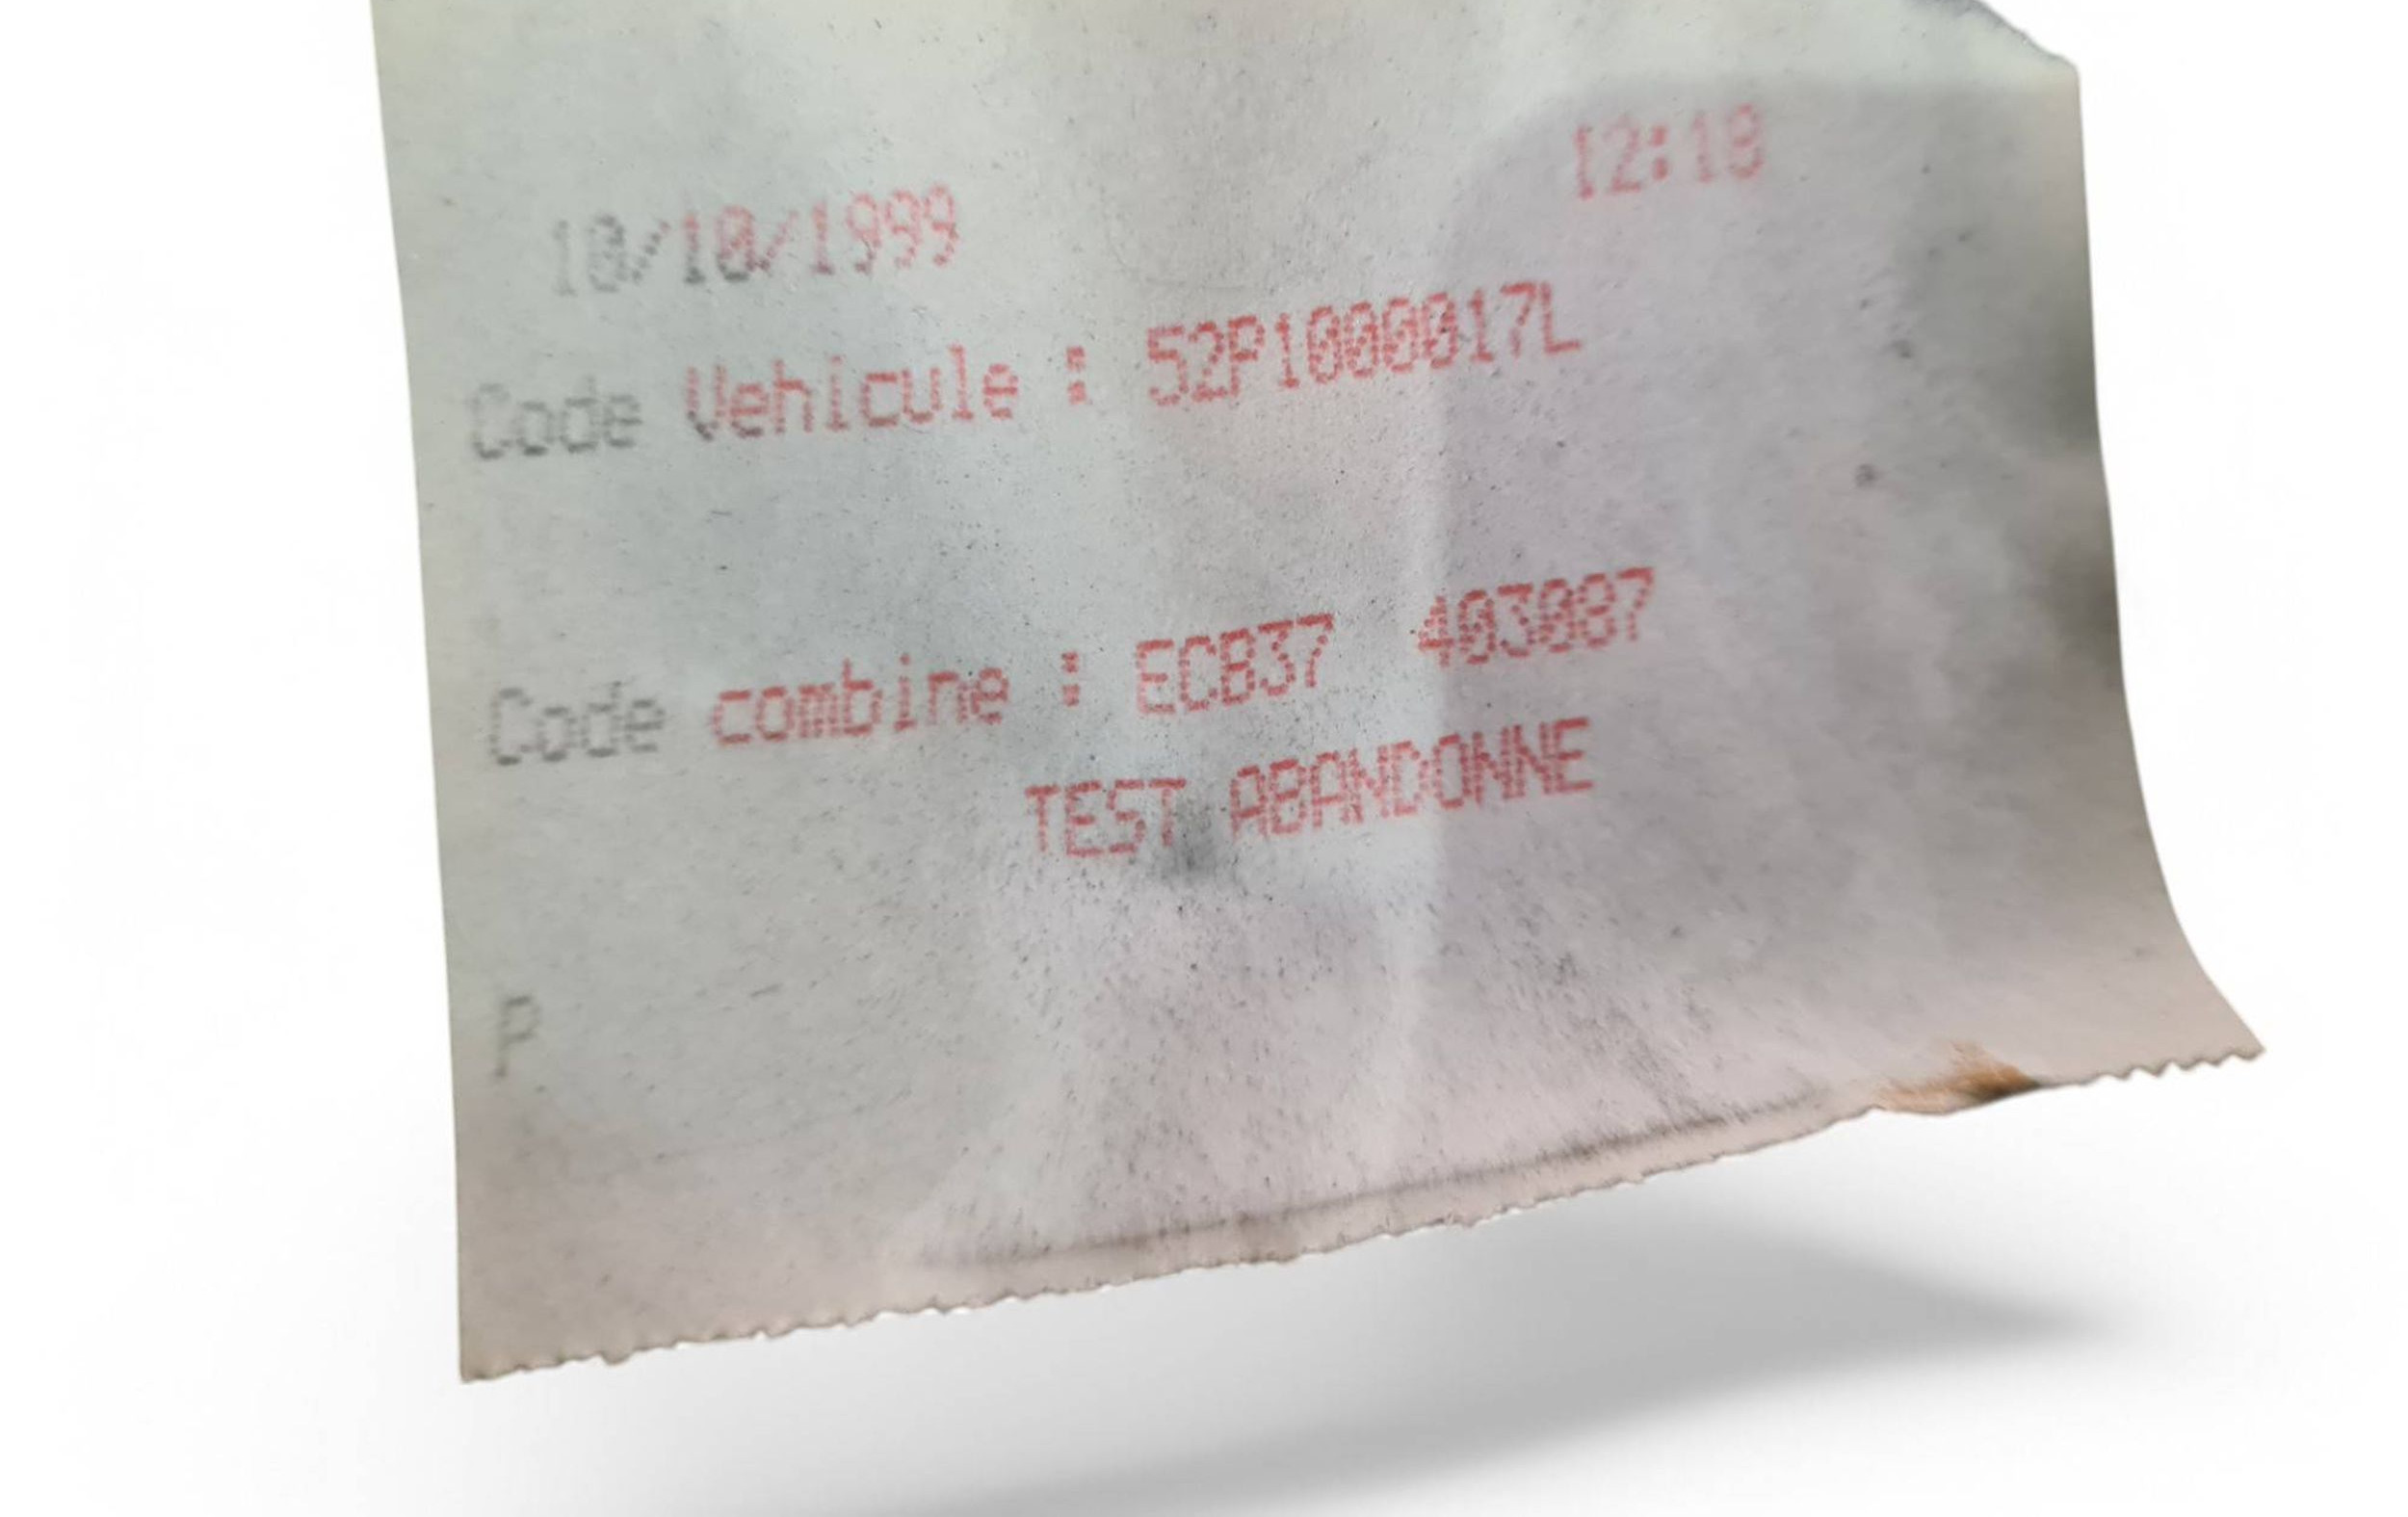 10/10/1999 12:18
Code Vehicule : 52P1000017L
Code combine : ECB37 403087
TEST ABANDONNE
P